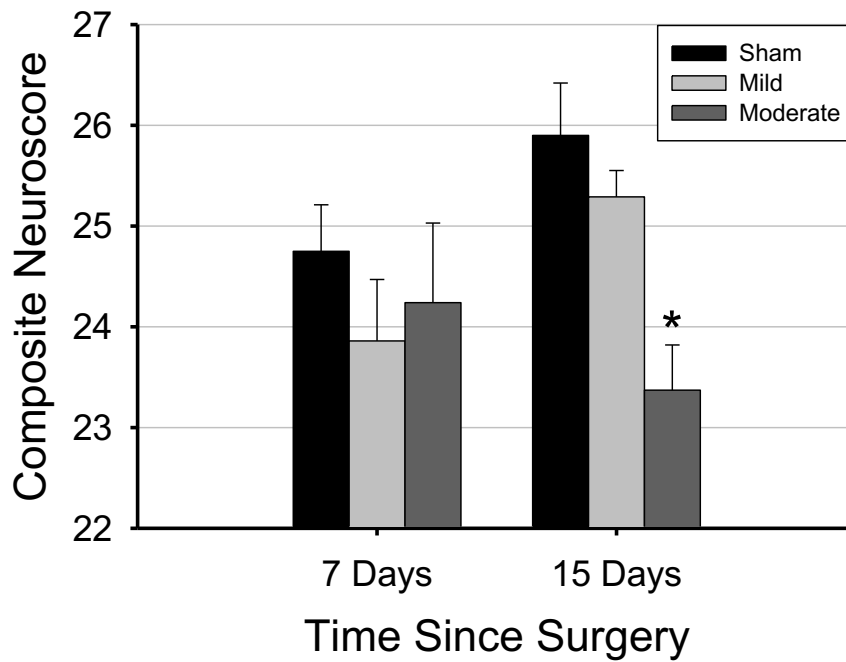 27
26
25
24
23
22
Composite Neuroscore
Sham
Mild
Moderate
*
7 Days
15 Days
Time Since Surgery